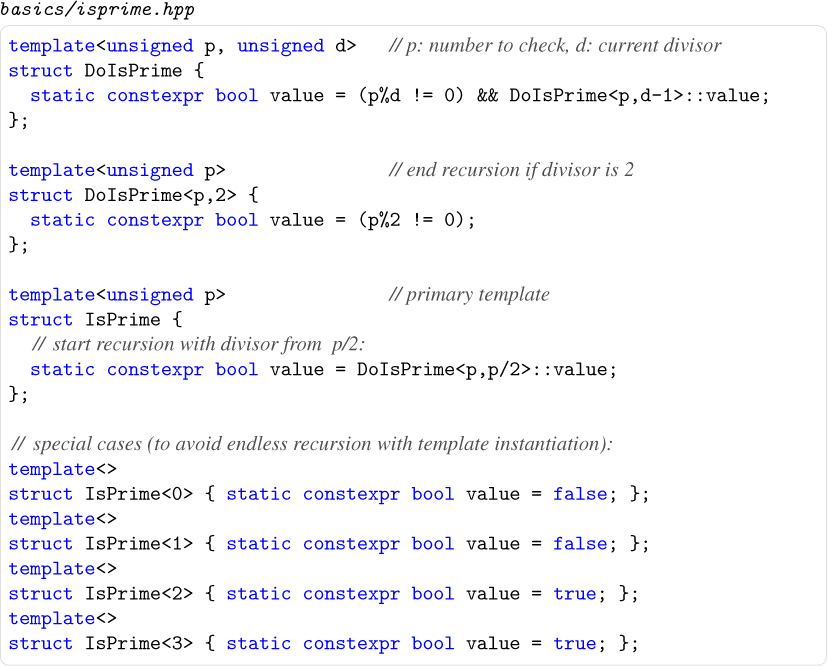 basics/isprime.hpp
template<unsigned p, unsigned d>   // p: number to check, d: current divisor
struct DoIsPrime {
  static constexpr bool value = (p%d != 0) && DoIsPrime<p,d-1>::value;
};
template<unsigned p>               // end recursion if divisor is 2
struct DoIsPrime<p,2> {
  static constexpr bool value = (p%2 != 0);
};
template<unsigned p>               // primary template
struct IsPrime {
  // start recursion with divisor from p/2:
  static constexpr bool value = DoIsPrime<p,p/2>::value;
};
// special cases (to avoid endless recursion with template instantiation):
template<>
struct IsPrime<0> { static constexpr bool value = false; };
template<>
struct IsPrime<1> { static constexpr bool value = false; };
template<>
struct IsPrime<2> { static constexpr bool value = true; };
template<>
struct IsPrime<3> { static constexpr bool value = true; };